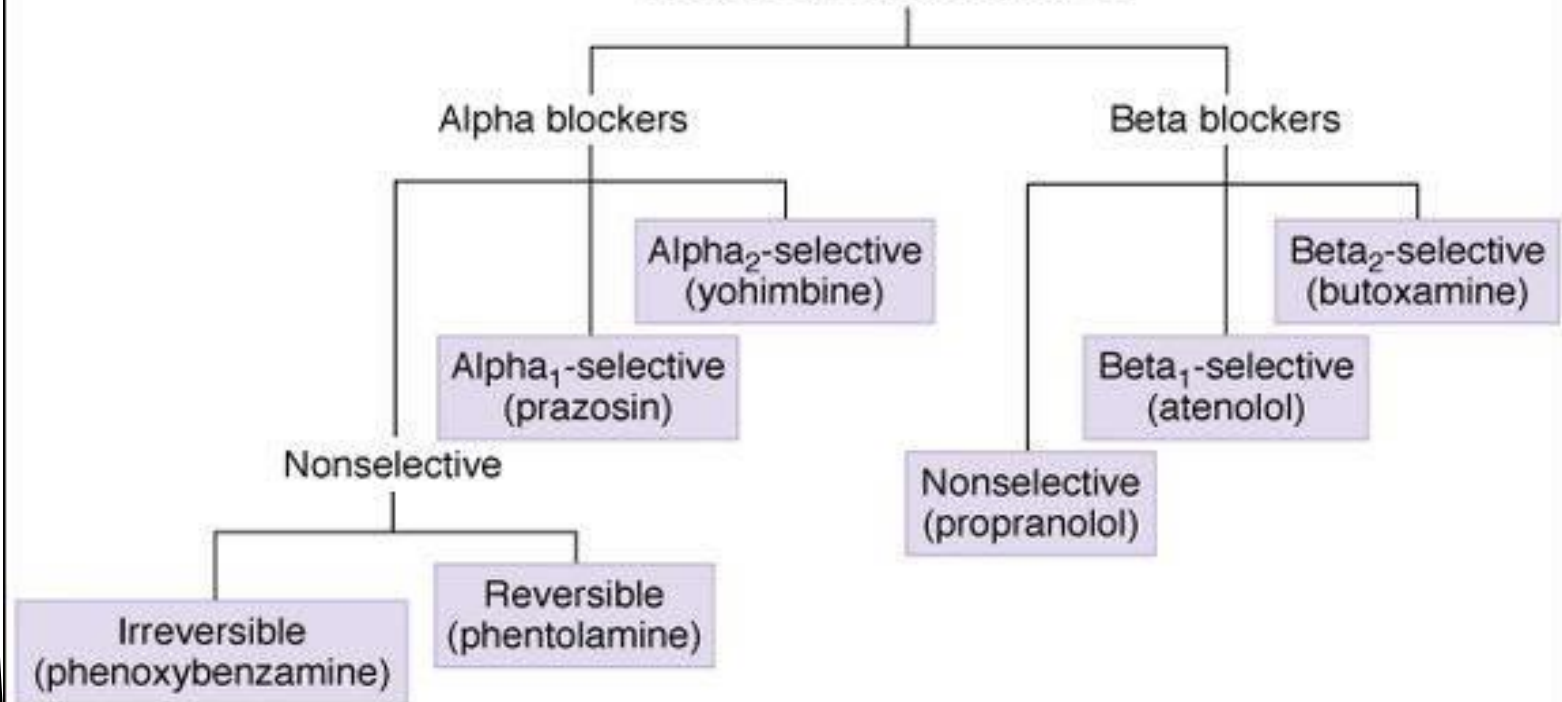 Alpha blockers
Beta blockers
Alpha₂-selective
(yohimbine)
Beta₂-selective
(butoxamine)
Alpha₁-selective
(prazosin)
Beta₁-selective
(atenolol)
Nonselective
Nonselective
(propranolol)
Reversible
(phentolamine)
Irreversible
(phenoxybenzamine)